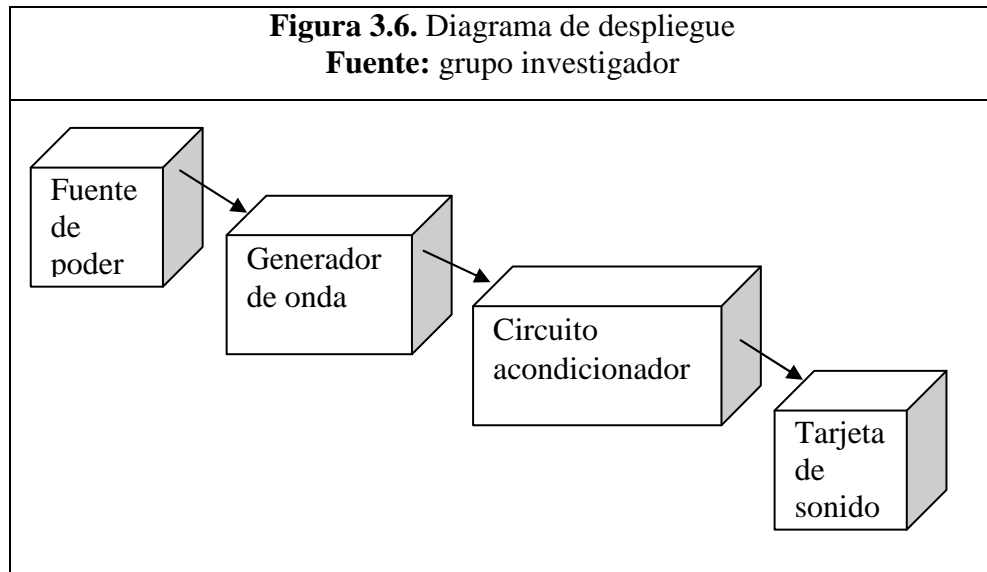 Figura 3.6. Diagrama de despliegue
Fuente: grupo investigador
Fuente
de
poder
Generador
de onda
Circuito
acondicionador
Tarjeta
de
sonido